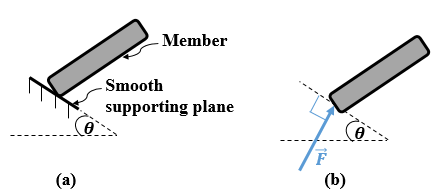 Member
Smooth
supporting plane
θ
(a)
θ
F⃗
(b)